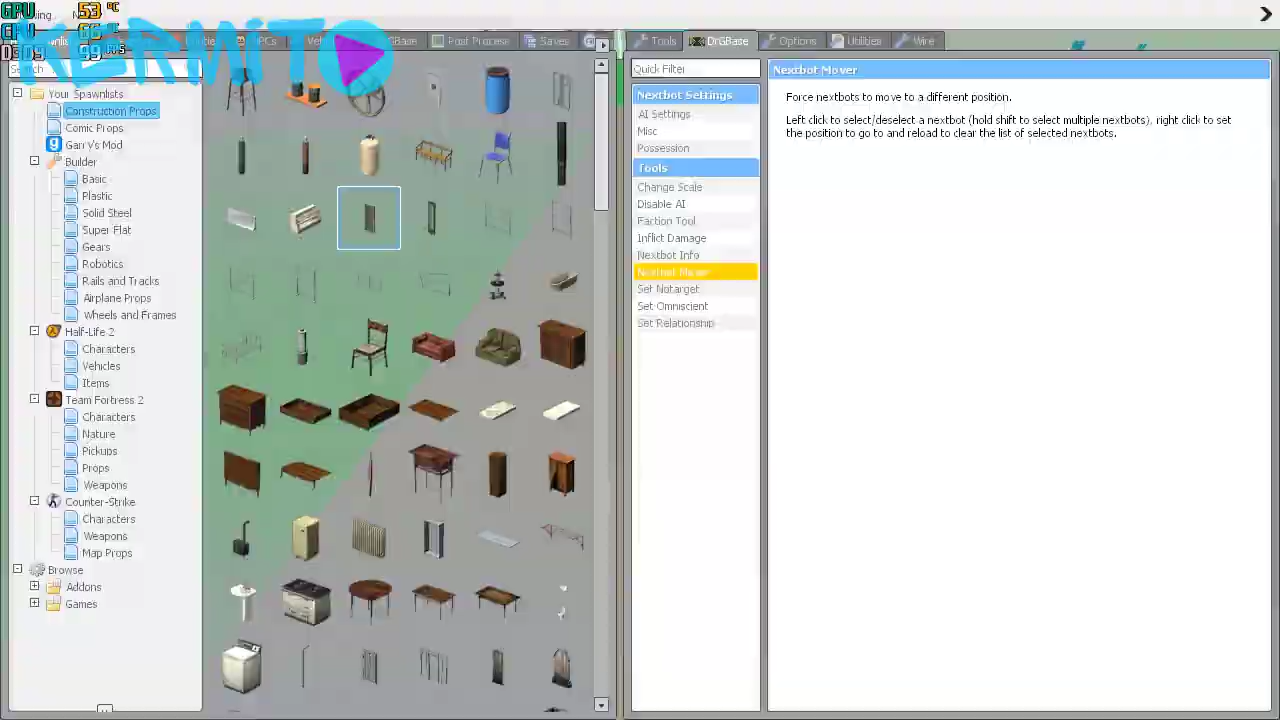 GPU 53 °C
CPU 66 °C
KERMITO
NPCs
Post Process
Saves
Search
Your Spawnlists
Construction Props
Comic Props
Garry's Mod
Builder
Basic
Plastic
Solid Steel
Super Flat
Gears
Robotics
Rails and Tracks
Airplane Props
Wheels and Frames
Half-Life 2
Characters
Vehicles
Items
Team Fortress 2
Characters
Nature
Pickups
Props
Weapons
Counter-Strike
Characters
Weapons
Map Props
Browse
Addons
Games
Tools
DrGBase
Options
Utilities
Wire
Quick Filter
Nextbot Settings
AI Settings
Misc
Possession
Tools
Change Scale
Disable AI
Faction Tool
Inflict Damage
Nextbot Info
Nextbot Mover
Set Notarget
Set Omniscient
Set Relationship
Nextbot Mover
Force nextbots to move to a different position.
Left click to select/deselect a nextbot (hold shift to select multiple nextbots), right click to set
the position to go to and reload to clear the list of selected nextbots.